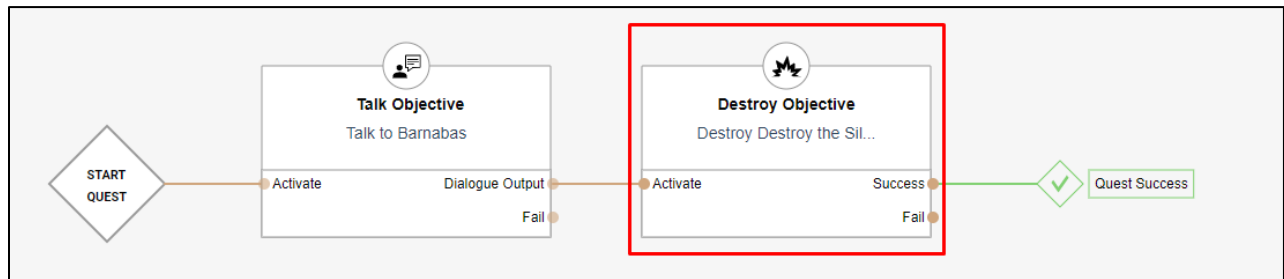 START
QUEST
Talk Objective
Talk to Barnabas
Activate
Dialogue Output
Fail
Destroy Objective
Destroy Destroy the Sil...
Activate
Success
Fail
Quest Success